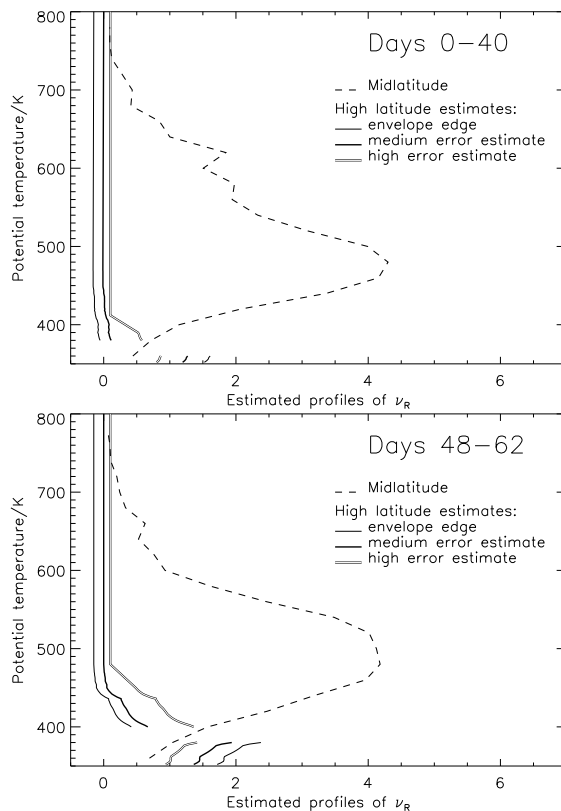 800
Days 0−40
Midlatitude
High latitude estimates:
envelope edge
medium error estimate
high error estimate
700
600
500
400
Potential temperature/K
0 2 4 6
Estimated profiles of νR
800
Days 48−62
Midlatitude
High latitude estimates:
envelope edge
medium error estimate
high error estimate
700
600
500
400
Potential temperature/K
0 2 4 6
Estimated profiles of νR